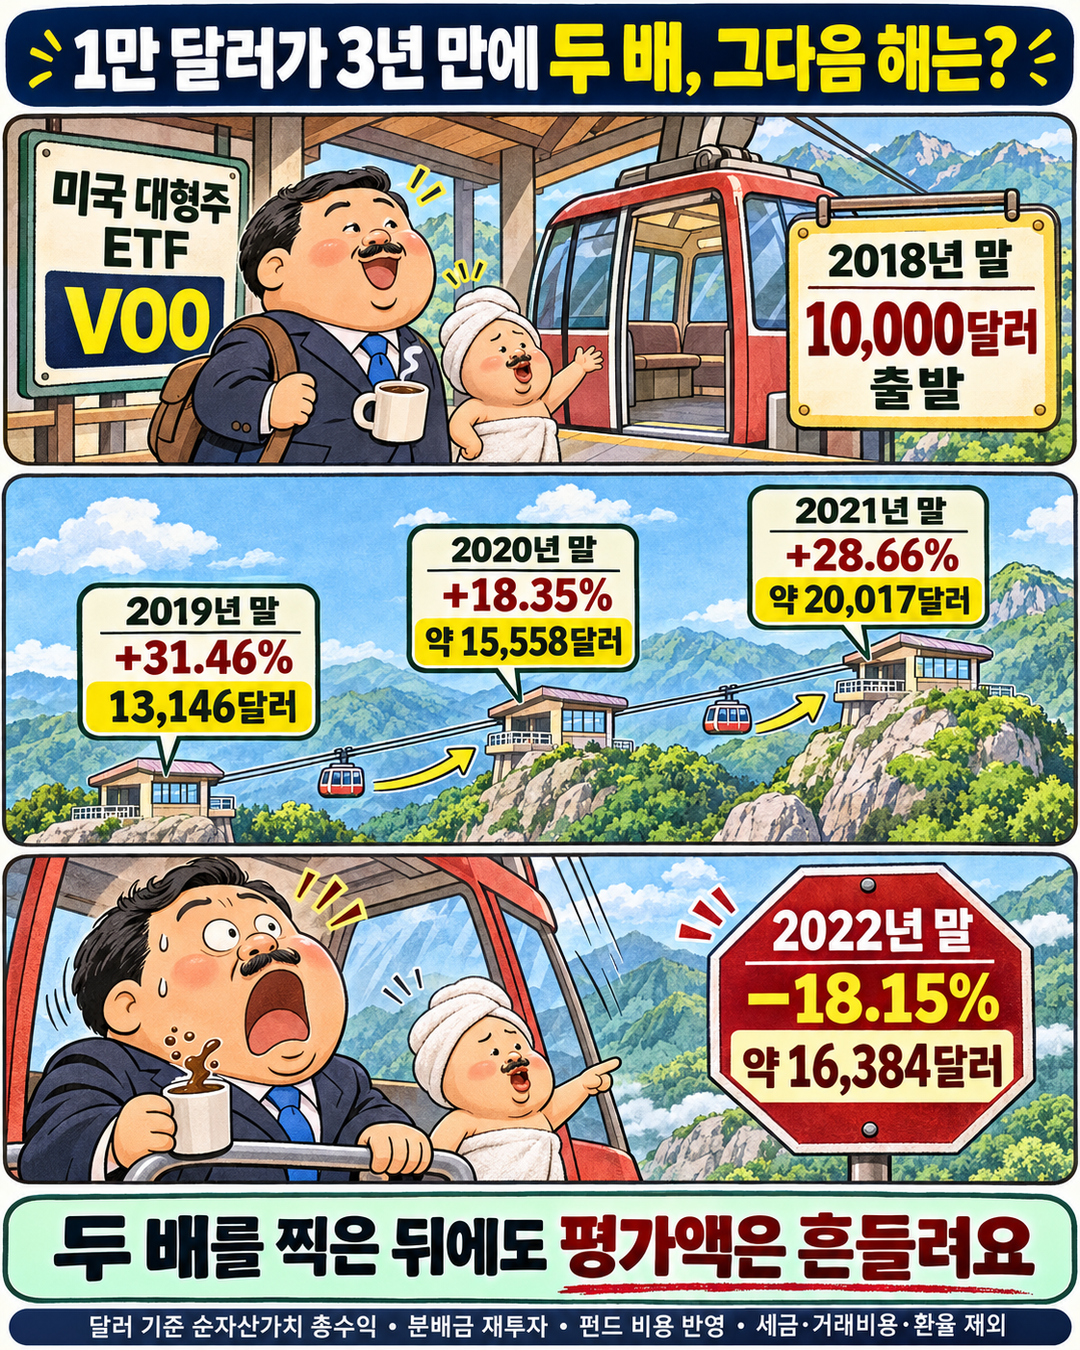 1만 달러가 3년 만에 두 배, 그다음 해는?
미국 대형주
ETF
VOO
2018년 말
10,000달러
출발
2019년 말
+31.46%
13,146달러
2020년 말
+18.35%
약 15,558달러
2021년 말
+28.66%
약 20,017달러
2022년 말
−18.15%
약 16,384달러
두 배를 찍은 뒤에도 평가액은 흔들려요
달러 기준 순자산가치 총수익 • 분배금 재투자 • 펀드 비용 반영 • 세금·거래비용·환율 제외